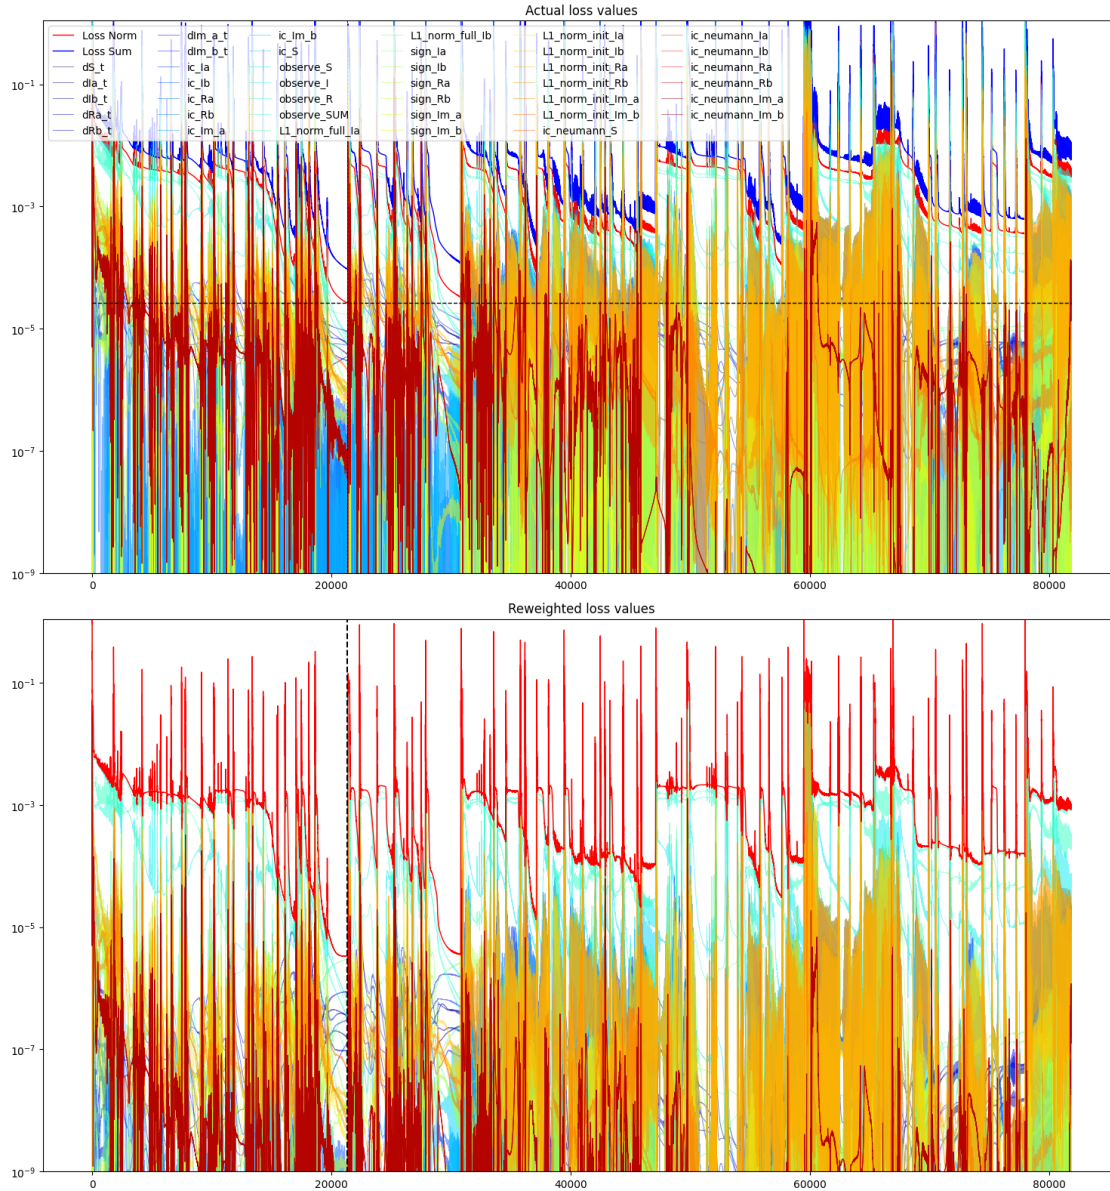 Actual loss values
Loss Norm dIm_a_t ic_Im_b L1_norm_full_Ib L1_norm_init_Ia ic_neumann_Ia
Loss Sum dIm_b_t ic_S sign_Ia L1_norm_init_Ib ic_neumann_Ib
dS_t ic_Ia observe_S sign_Ib L1_norm_init_Ra ic_neumann_Ra
dIa_t ic_Ib observe_I sign_Ra L1_norm_init_Rb ic_neumann_Rb
dIb_t ic_Ra observe_R sign_Rb L1_norm_init_Im_a ic_neumann_Im_a
dRa_t ic_Rb observe_SUM sign_Im_a L1_norm_init_Im_b ic_neumann_Im_b
dRb_t ic_Im_a L1_norm_full_Ia sign_Im_b ic_neumann_S
10⁻¹
10⁻³
10⁻⁵
10⁻⁷
10⁻⁹
0 20000 40000 60000 80000
Reweighted loss values
10⁻¹
10⁻³
10⁻⁵
10⁻⁷
10⁻⁹
0 20000 40000 60000 80000